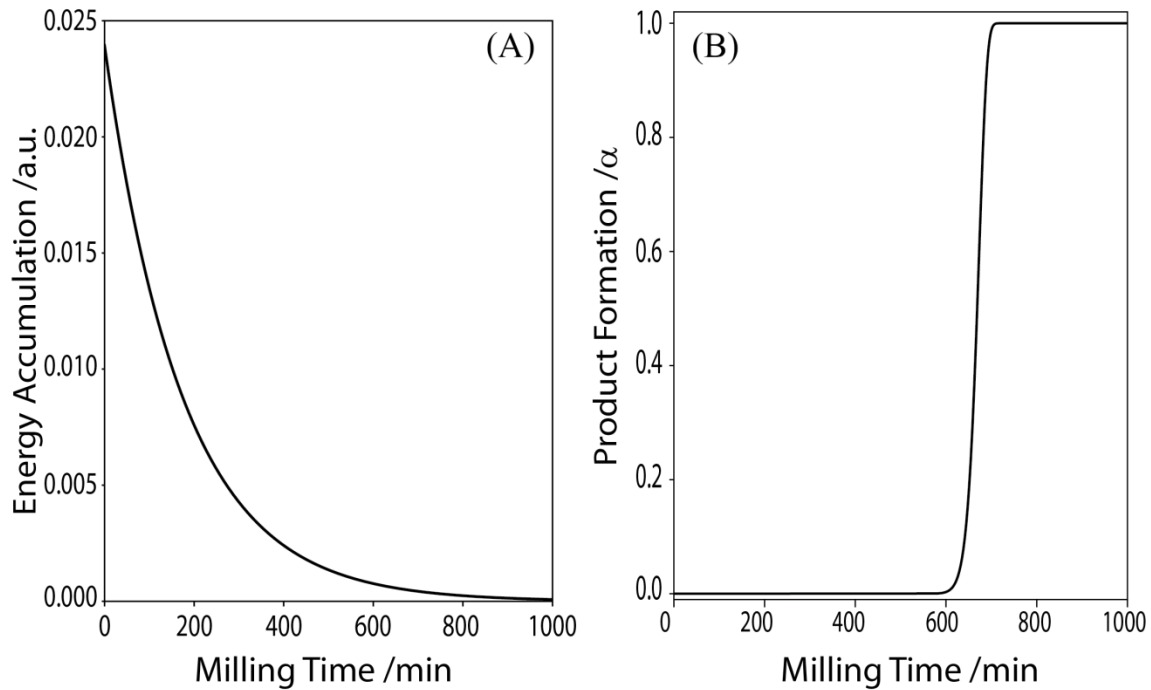 (A)
Energy Accumulation /a.u.
0.025
0.020
0.015
0.010
0.005
0.000
0 200 400 600 800 1000
Milling Time /min
(B)
Product Formation /α
1.0
0.8
0.6
0.4
0.2
0.0
0 200 400 600 800 1000
Milling Time /min